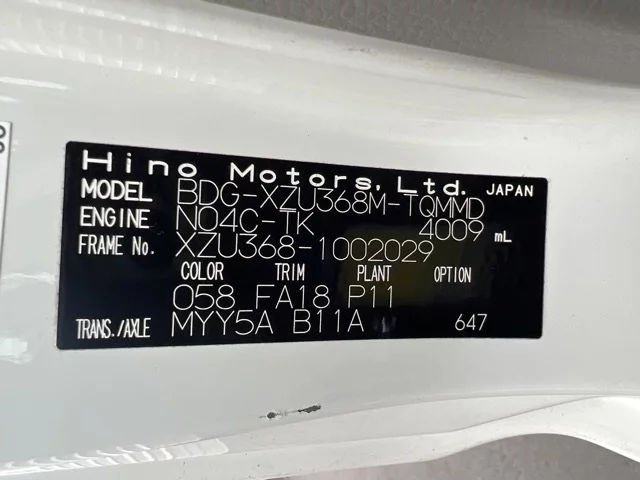 Hino Motors, Ltd. JAPAN
MODEL BDG-XZU368M-TQMMD
ENGINE N04C-TK 4009 mL
FRAME No. XZU368-1002029
COLOR TRIM PLANT OPTION
058 FA18 P11
TRANS./AXLE MYY5A B11A 647